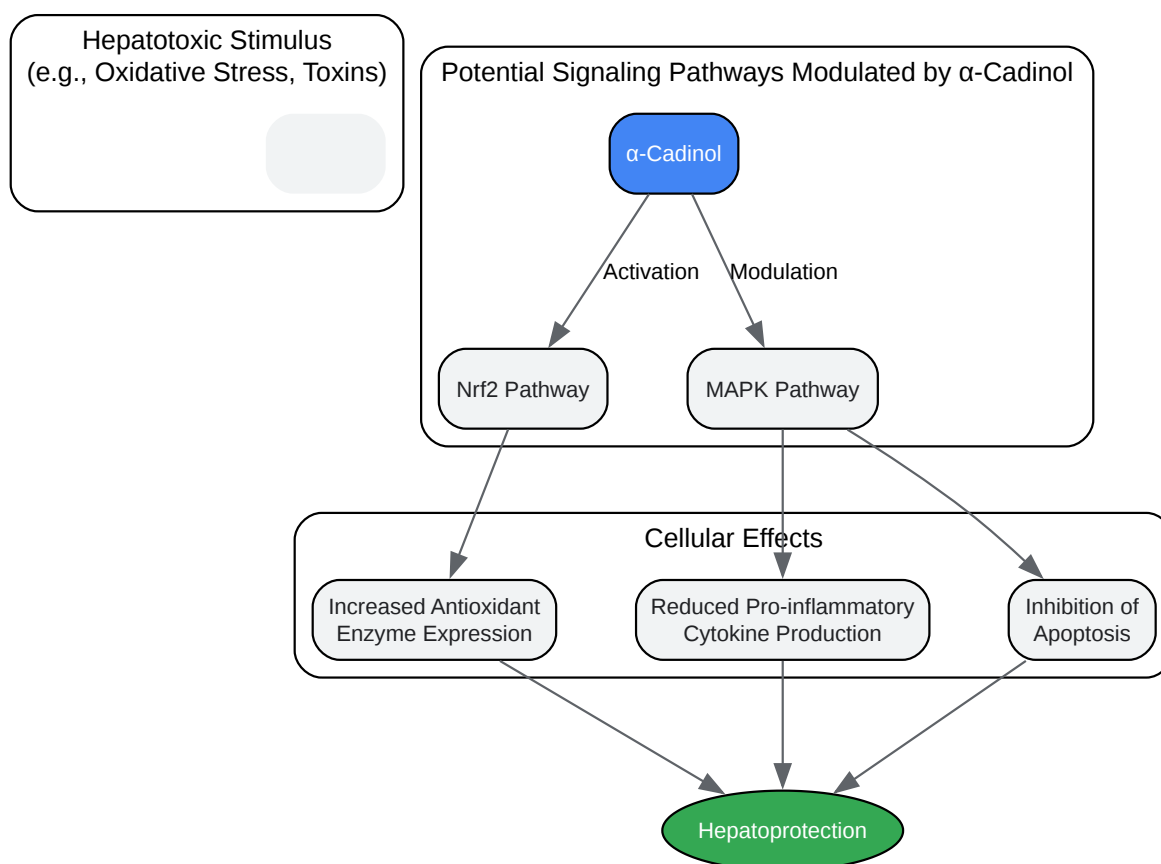 Hepatotoxic Stimulus
(e.g., Oxidative Stress, Toxins)
Potential Signaling Pathways Modulated by α-Cadinol
α-Cadinol
Activation
Modulation
Nrf2 Pathway
MAPK Pathway
Cellular Effects
Increased Antioxidant
Enzyme Expression
Reduced Pro-inflammatory
Cytokine Production
Inhibition of
Apoptosis
Hepatoprotection